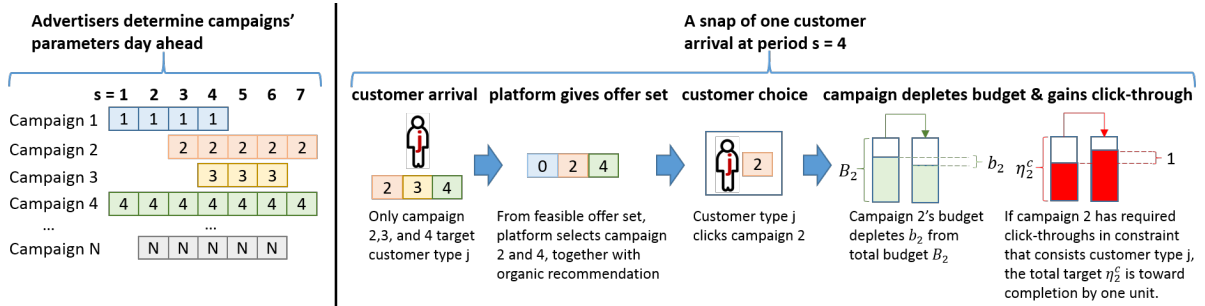 Advertisers determine campaigns'
parameters day ahead
s = 1 2 3 4 5 6 7
Campaign 1 1 1 1 1
Campaign 2 2 2 2 2 2
Campaign 3 3 3 3
Campaign 4 4 4 4 4 4 4 4
... ...
Campaign N N N N N N
A snap of one customer
arrival at period s = 4
customer arrival
j
2 3 4
Only campaign
2,3, and 4 target
customer type j
platform gives offer set
0 2 4
From feasible offer set,
platform selects campaign
2 and 4, together with
organic recommendation
customer choice
j 2
Customer type j
clicks campaign 2
campaign depletes budget & gains click-through
B₂ b₂
Campaign 2's budget
depletes b₂ from
total budget B₂
η₂ᶜ 1
If campaign 2 has required
click-throughs in constraint
that consists customer type j,
the total target η₂ᶜ is toward
completion by one unit.